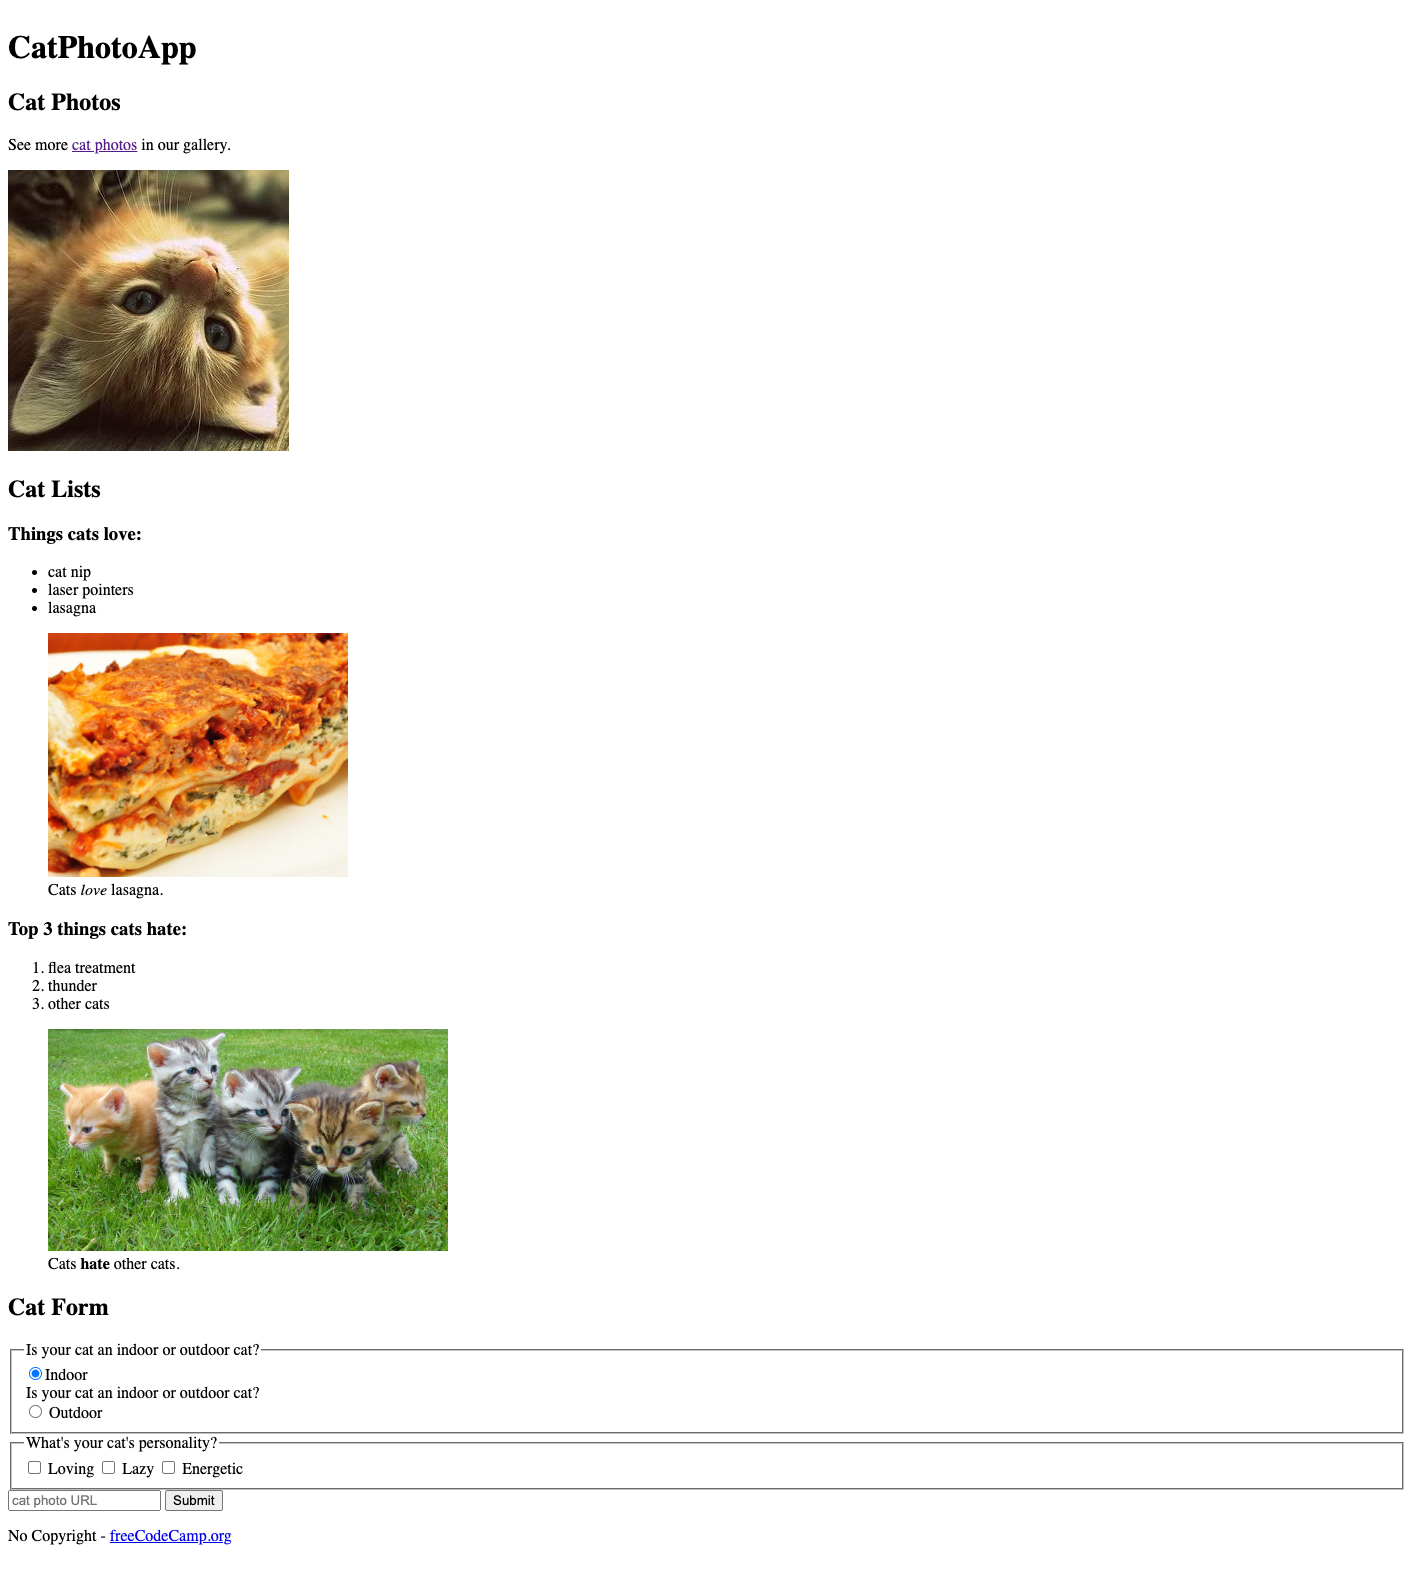 CatPhotoApp
Cat Photos
See more cat photos in our gallery.
Cat Lists
Things cats love:
• cat nip
• laser pointers
• lasagna
Cats love lasagna.
Top 3 things cats hate:
1. flea treatment
2. thunder
3. other cats
Cats hate other cats.
Cat Form
Is your cat an indoor or outdoor cat?
Indoor
Is your cat an indoor or outdoor cat?
Outdoor
What's your cat's personality?
Loving Lazy Energetic
cat photo URL Submit
No Copyright - freeCodeCamp.org